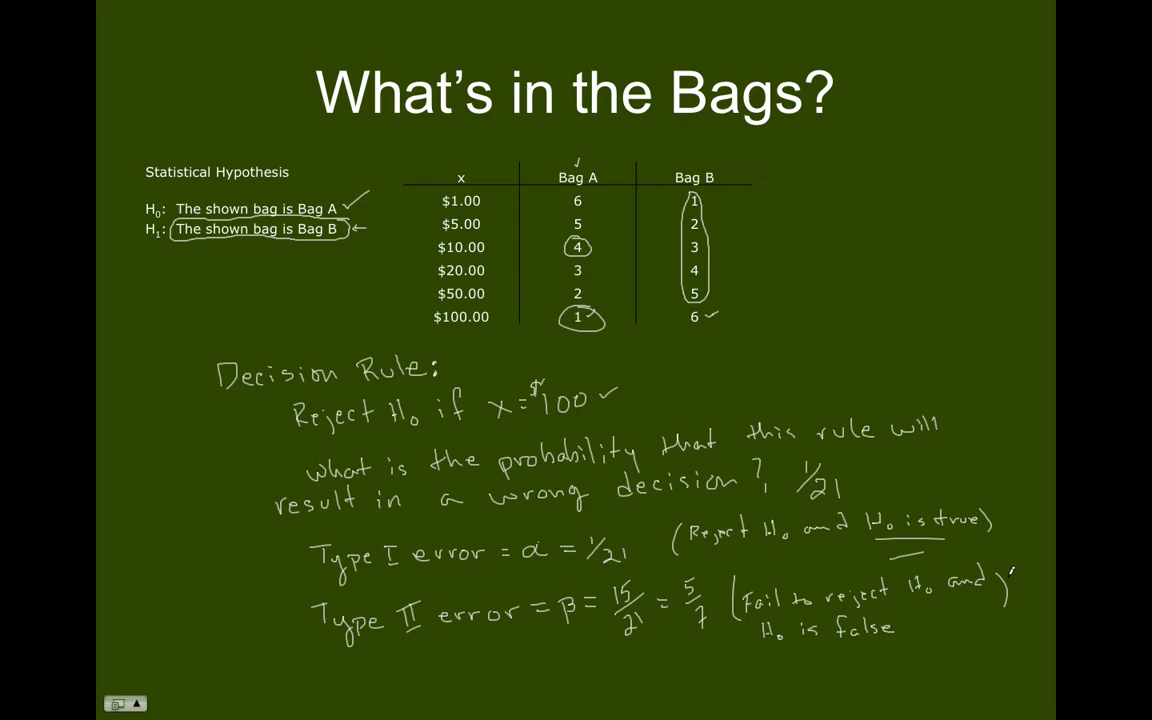 What's in the Bags?
Statistical Hypothesis
H0: The shown bag is Bag A
H1: The shown bag is Bag B
x Bag A Bag B
$1.00 6 1
$5.00 5 2
$10.00 4 3
$20.00 3 4
$50.00 2 5
$100.00 1 6
Decision Rule:
Reject H0 if x = $100
what is the probability that this rule will
result in a wrong decision? 1/21
Type I error = α = 1/21 (Reject H0 and H0 is true)
Type II error = β = 15/21 = 5/7 (Fail to reject H0 and)
H0 is false